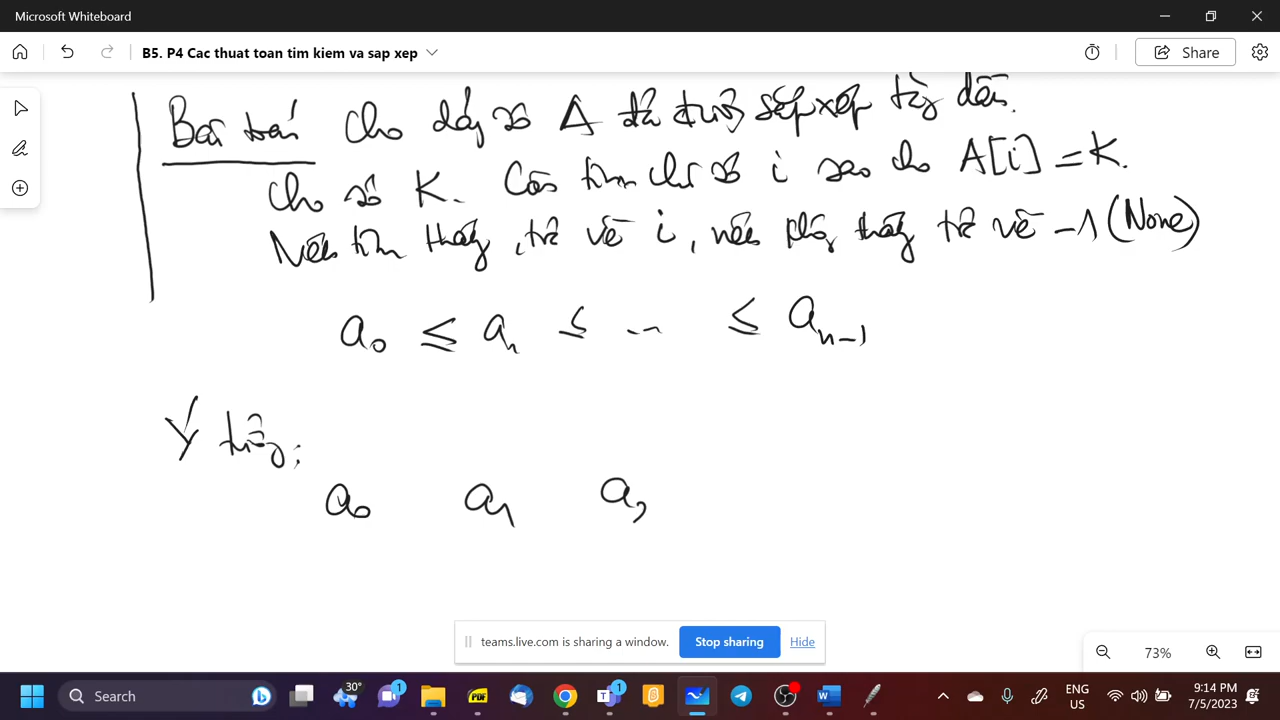 Microsoft Whiteboard
B5. P4 Cac thuat toan tim kiem va sap xep
Share
Bài toán Cho dãy số A đã được sắp xếp tăng dần.
Cho số K. Cần tìm chỉ số i sao cho A[i] = K.
Nếu tìm thấy, trả về i, nếu không thấy trả về -1 (None)
a₀ ≤ a₁ ≤ ... ≤ aₙ₋₁
Ý tưởng:
a₀ a₁ a₂
teams.live.com is sharing a window.
Stop sharing
Hide
73%
Search
30°
1
1
ENG
US
9:14 PM
7/5/2023